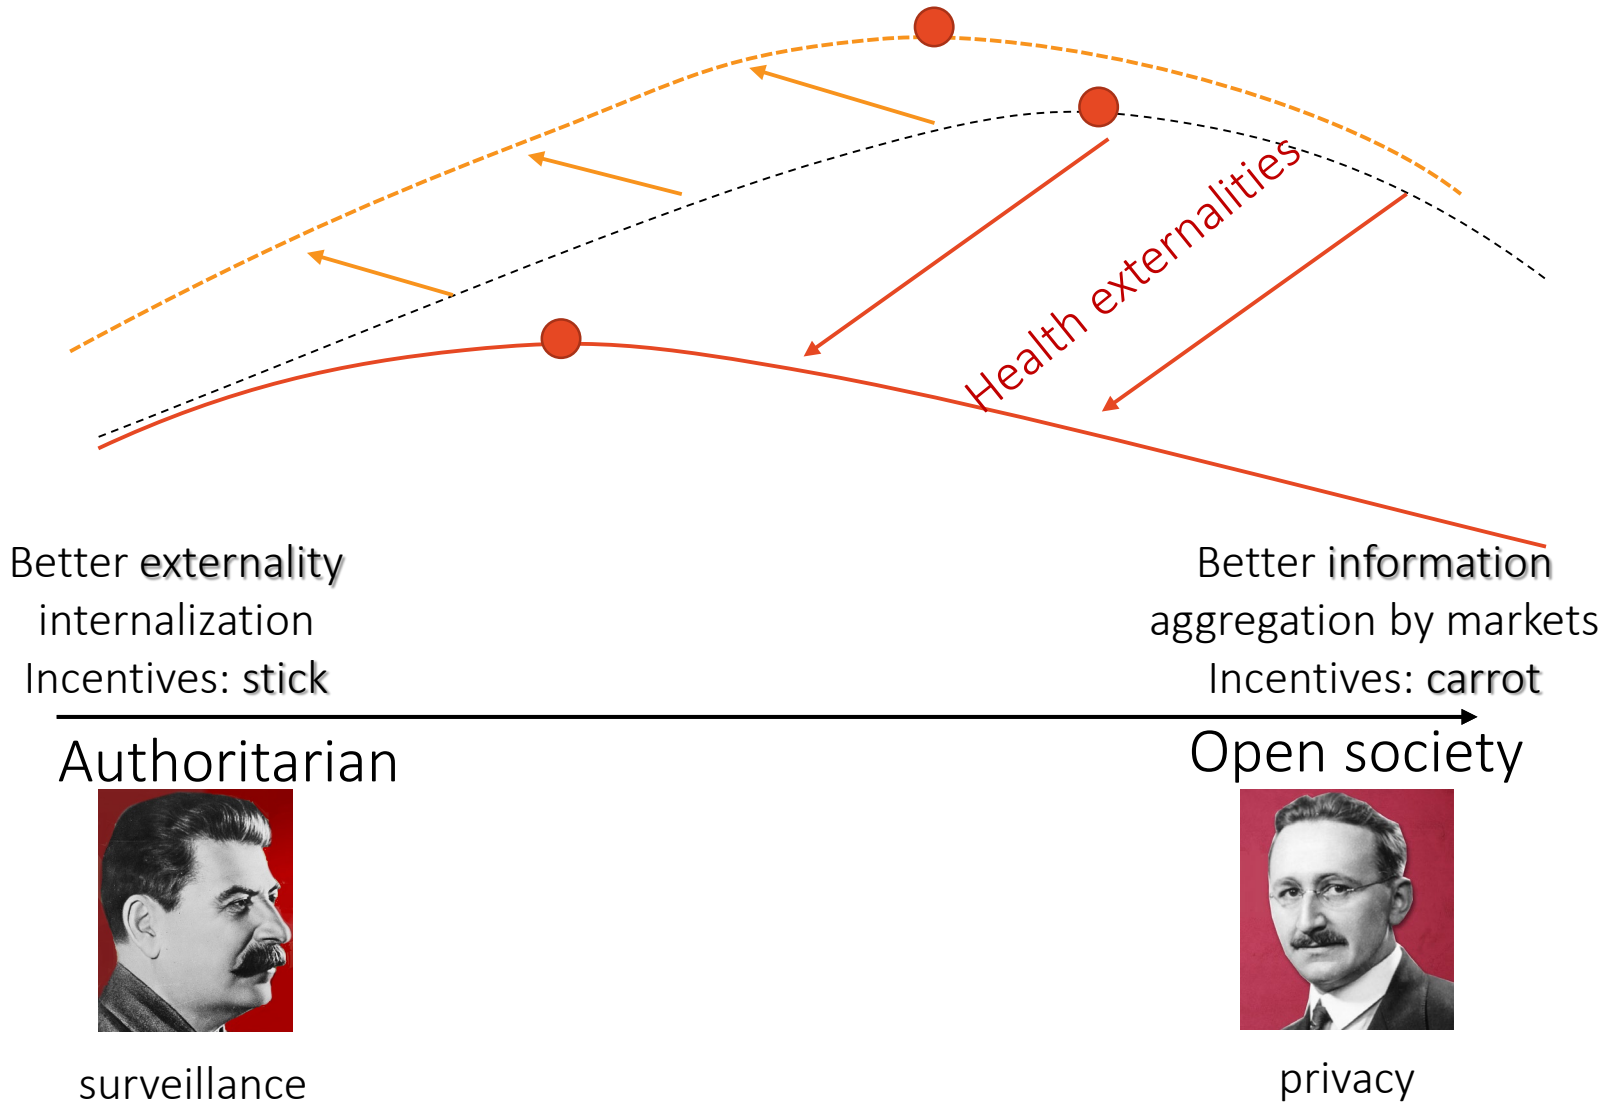 Health externalities
Better externality
internalization
Incentives: stick
Better information
aggregation by markets
Incentives: carrot
Authoritarian
Open society
surveillance
privacy